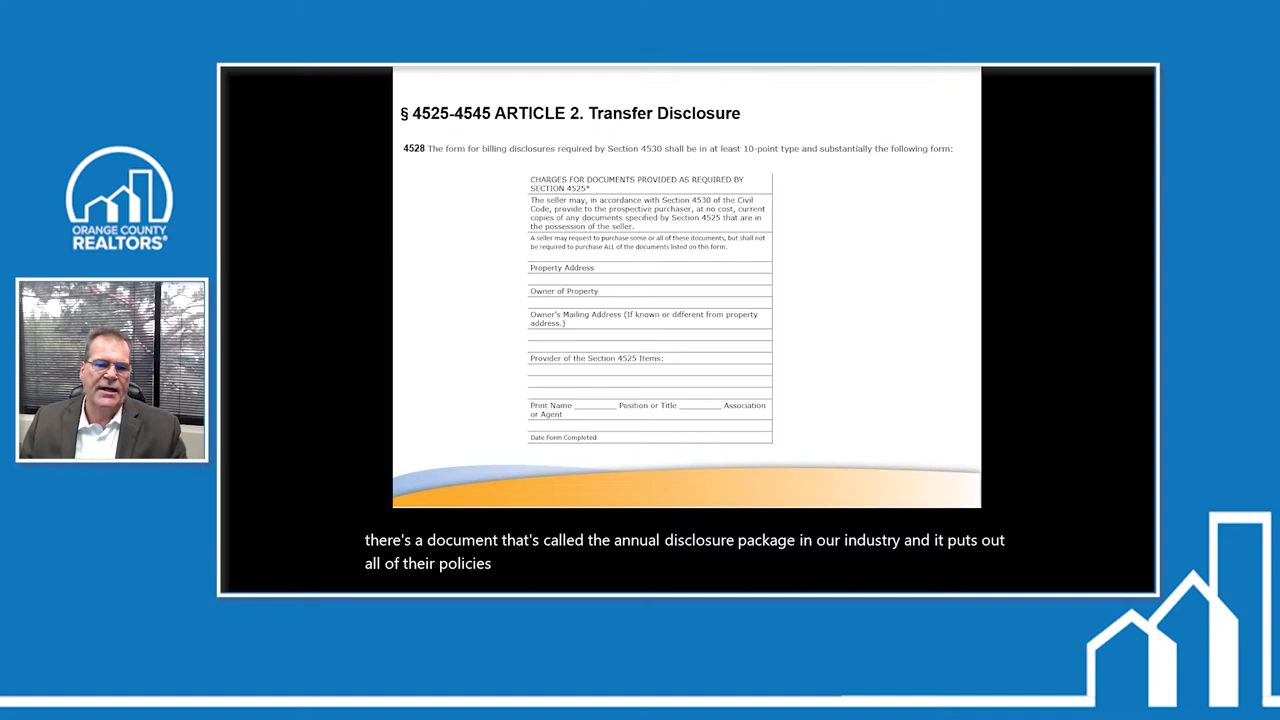 § 4525-4545 ARTICLE 2. Transfer Disclosure
4528 The form for billing disclosures required by Section 4530 shall be in at least 10-point type and substantially the following form:
CHARGES FOR DOCUMENTS PROVIDED AS REQUIRED BY
SECTION 4525*
The seller may, in accordance with Section 4530 of the Civil
Code, provide to the prospective purchaser, at no cost, current
copies of any documents specified by Section 4525 that are in
the possession of the seller.
A seller may request to purchase some or all of these documents, but shall not
be required to purchase ALL of the documents listed on this form.
Property Address
Owner of Property
Owner's Mailing Address (If known or different from property
address.)
Provider of the Section 4525 Items:
Print Name ________ Position or Title ________ Association
or Agent
Date Form Completed
ORANGE COUNTY
REALTORS®
there's a document that's called the annual disclosure package in our industry and it puts out
all of their policies